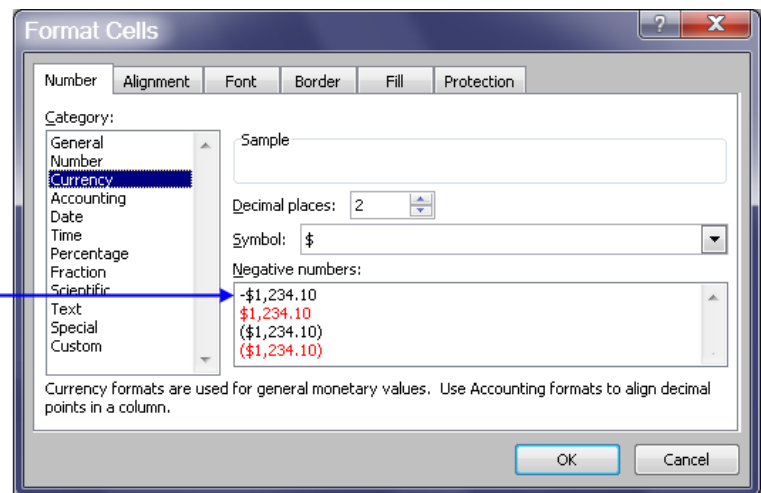 Format Cells
? X
Number Alignment Font Border Fill Protection
Category:
General
Number
Currency
Accounting
Date
Time
Percentage
Fraction
Scientific
Text
Special
Custom
Sample
Decimal places: 2
Symbol: $
Negative numbers:
-$1,234.10
$1,234.10
($1,234.10)
($1,234.10)
Currency formats are used for general monetary values. Use Accounting formats to align decimal
points in a column.
OK Cancel